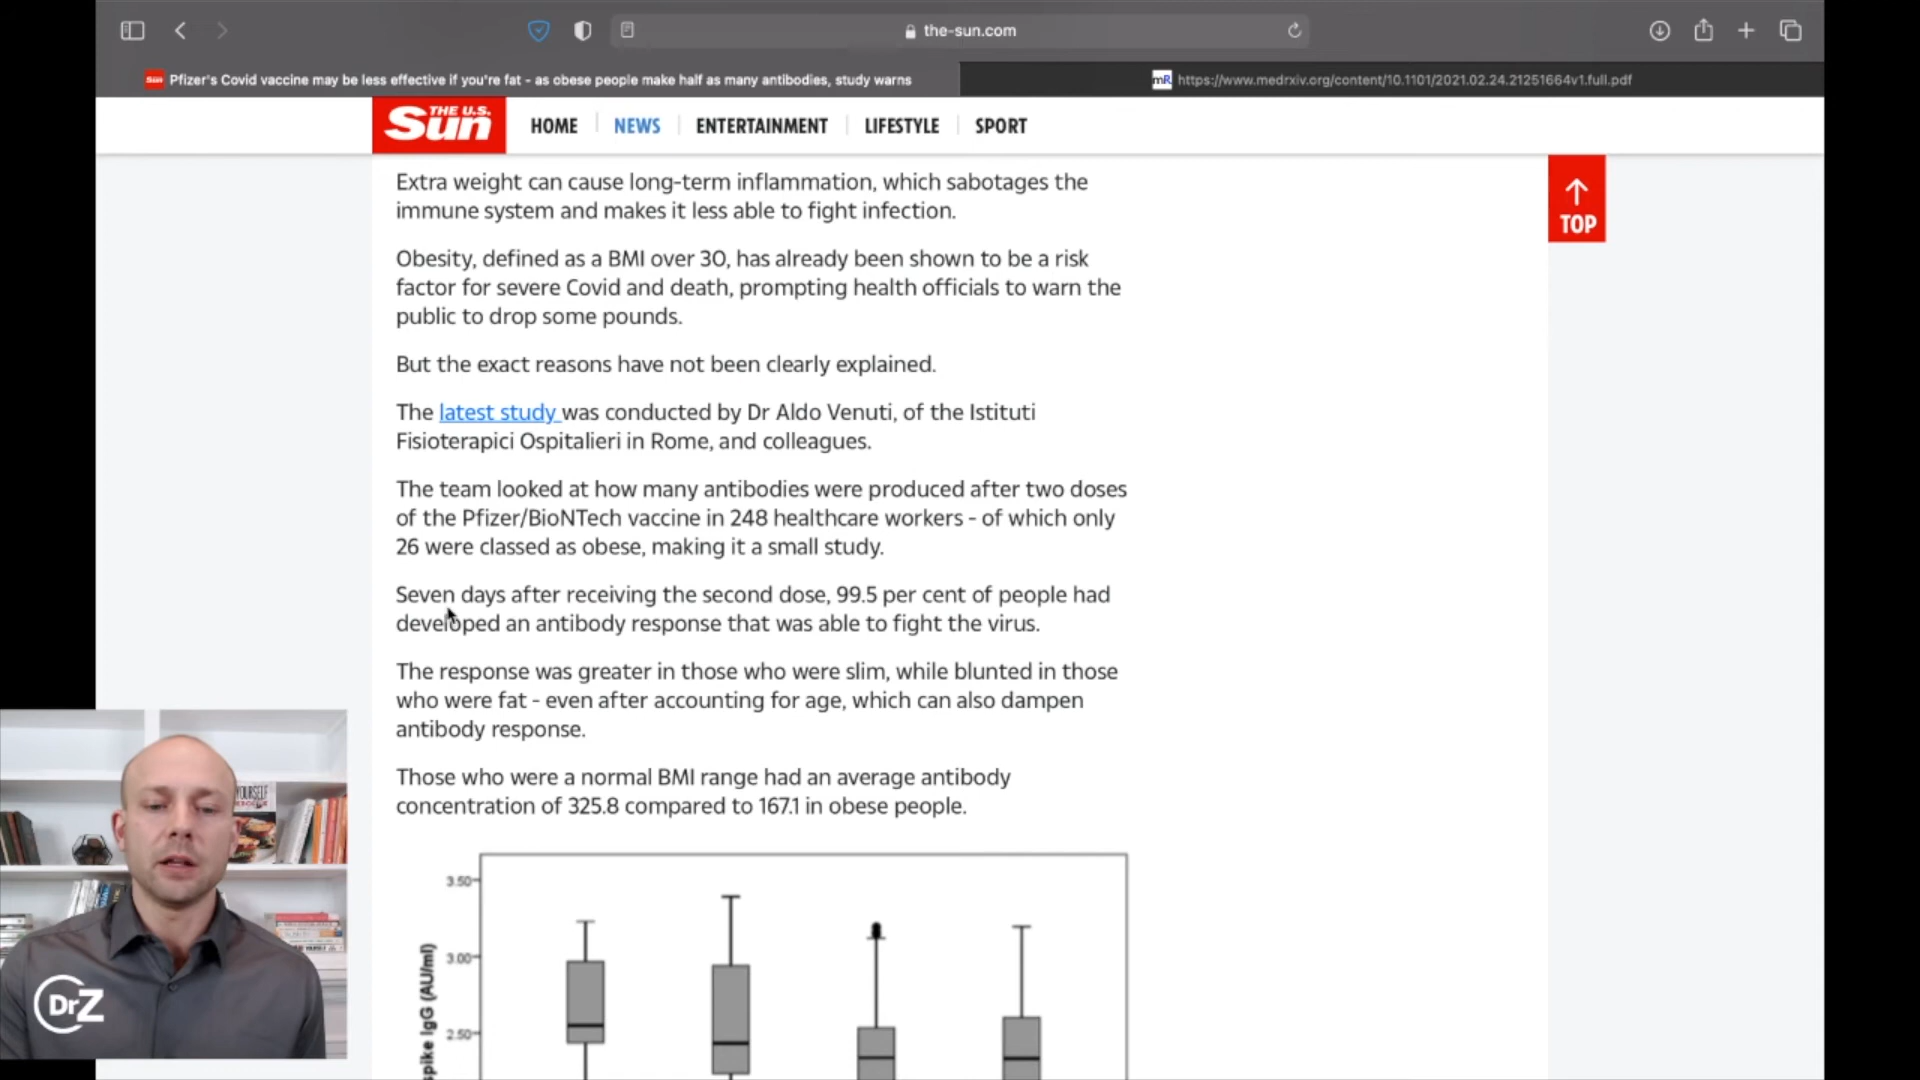 the-sun.com
Sun
Pfizer's Covid vaccine may be less effective if you're fat - as obese people make half as many antibodies, study warns
mR
https://www.medrxiv.org/content/10.1101/2021.02.24.21251664v1.full.pdf
THE U.S.
Sun
HOME
NEWS
ENTERTAINMENT
LIFESTYLE
SPORT
TOP
Extra weight can cause long-term inflammation, which sabotages the
immune system and makes it less able to fight infection.
Obesity, defined as a BMI over 30, has already been shown to be a risk
factor for severe Covid and death, prompting health officials to warn the
public to drop some pounds.
But the exact reasons have not been clearly explained.
The latest study was conducted by Dr Aldo Venuti, of the Istituti
Fisioterapici Ospitalieri in Rome, and colleagues.
The team looked at how many antibodies were produced after two doses
of the Pfizer/BioNTech vaccine in 248 healthcare workers - of which only
26 were classed as obese, making it a small study.
Seven days after receiving the second dose, 99.5 per cent of people had
developed an antibody response that was able to fight the virus.
The response was greater in those who were slim, while blunted in those
who were fat - even after accounting for age, which can also dampen
antibody response.
Those who were a normal BMI range had an average antibody
concentration of 325.8 compared to 167.1 in obese people.
3.50
3.00
2.50
spike IgG (AU/ml)
YOURSELF
DrZ